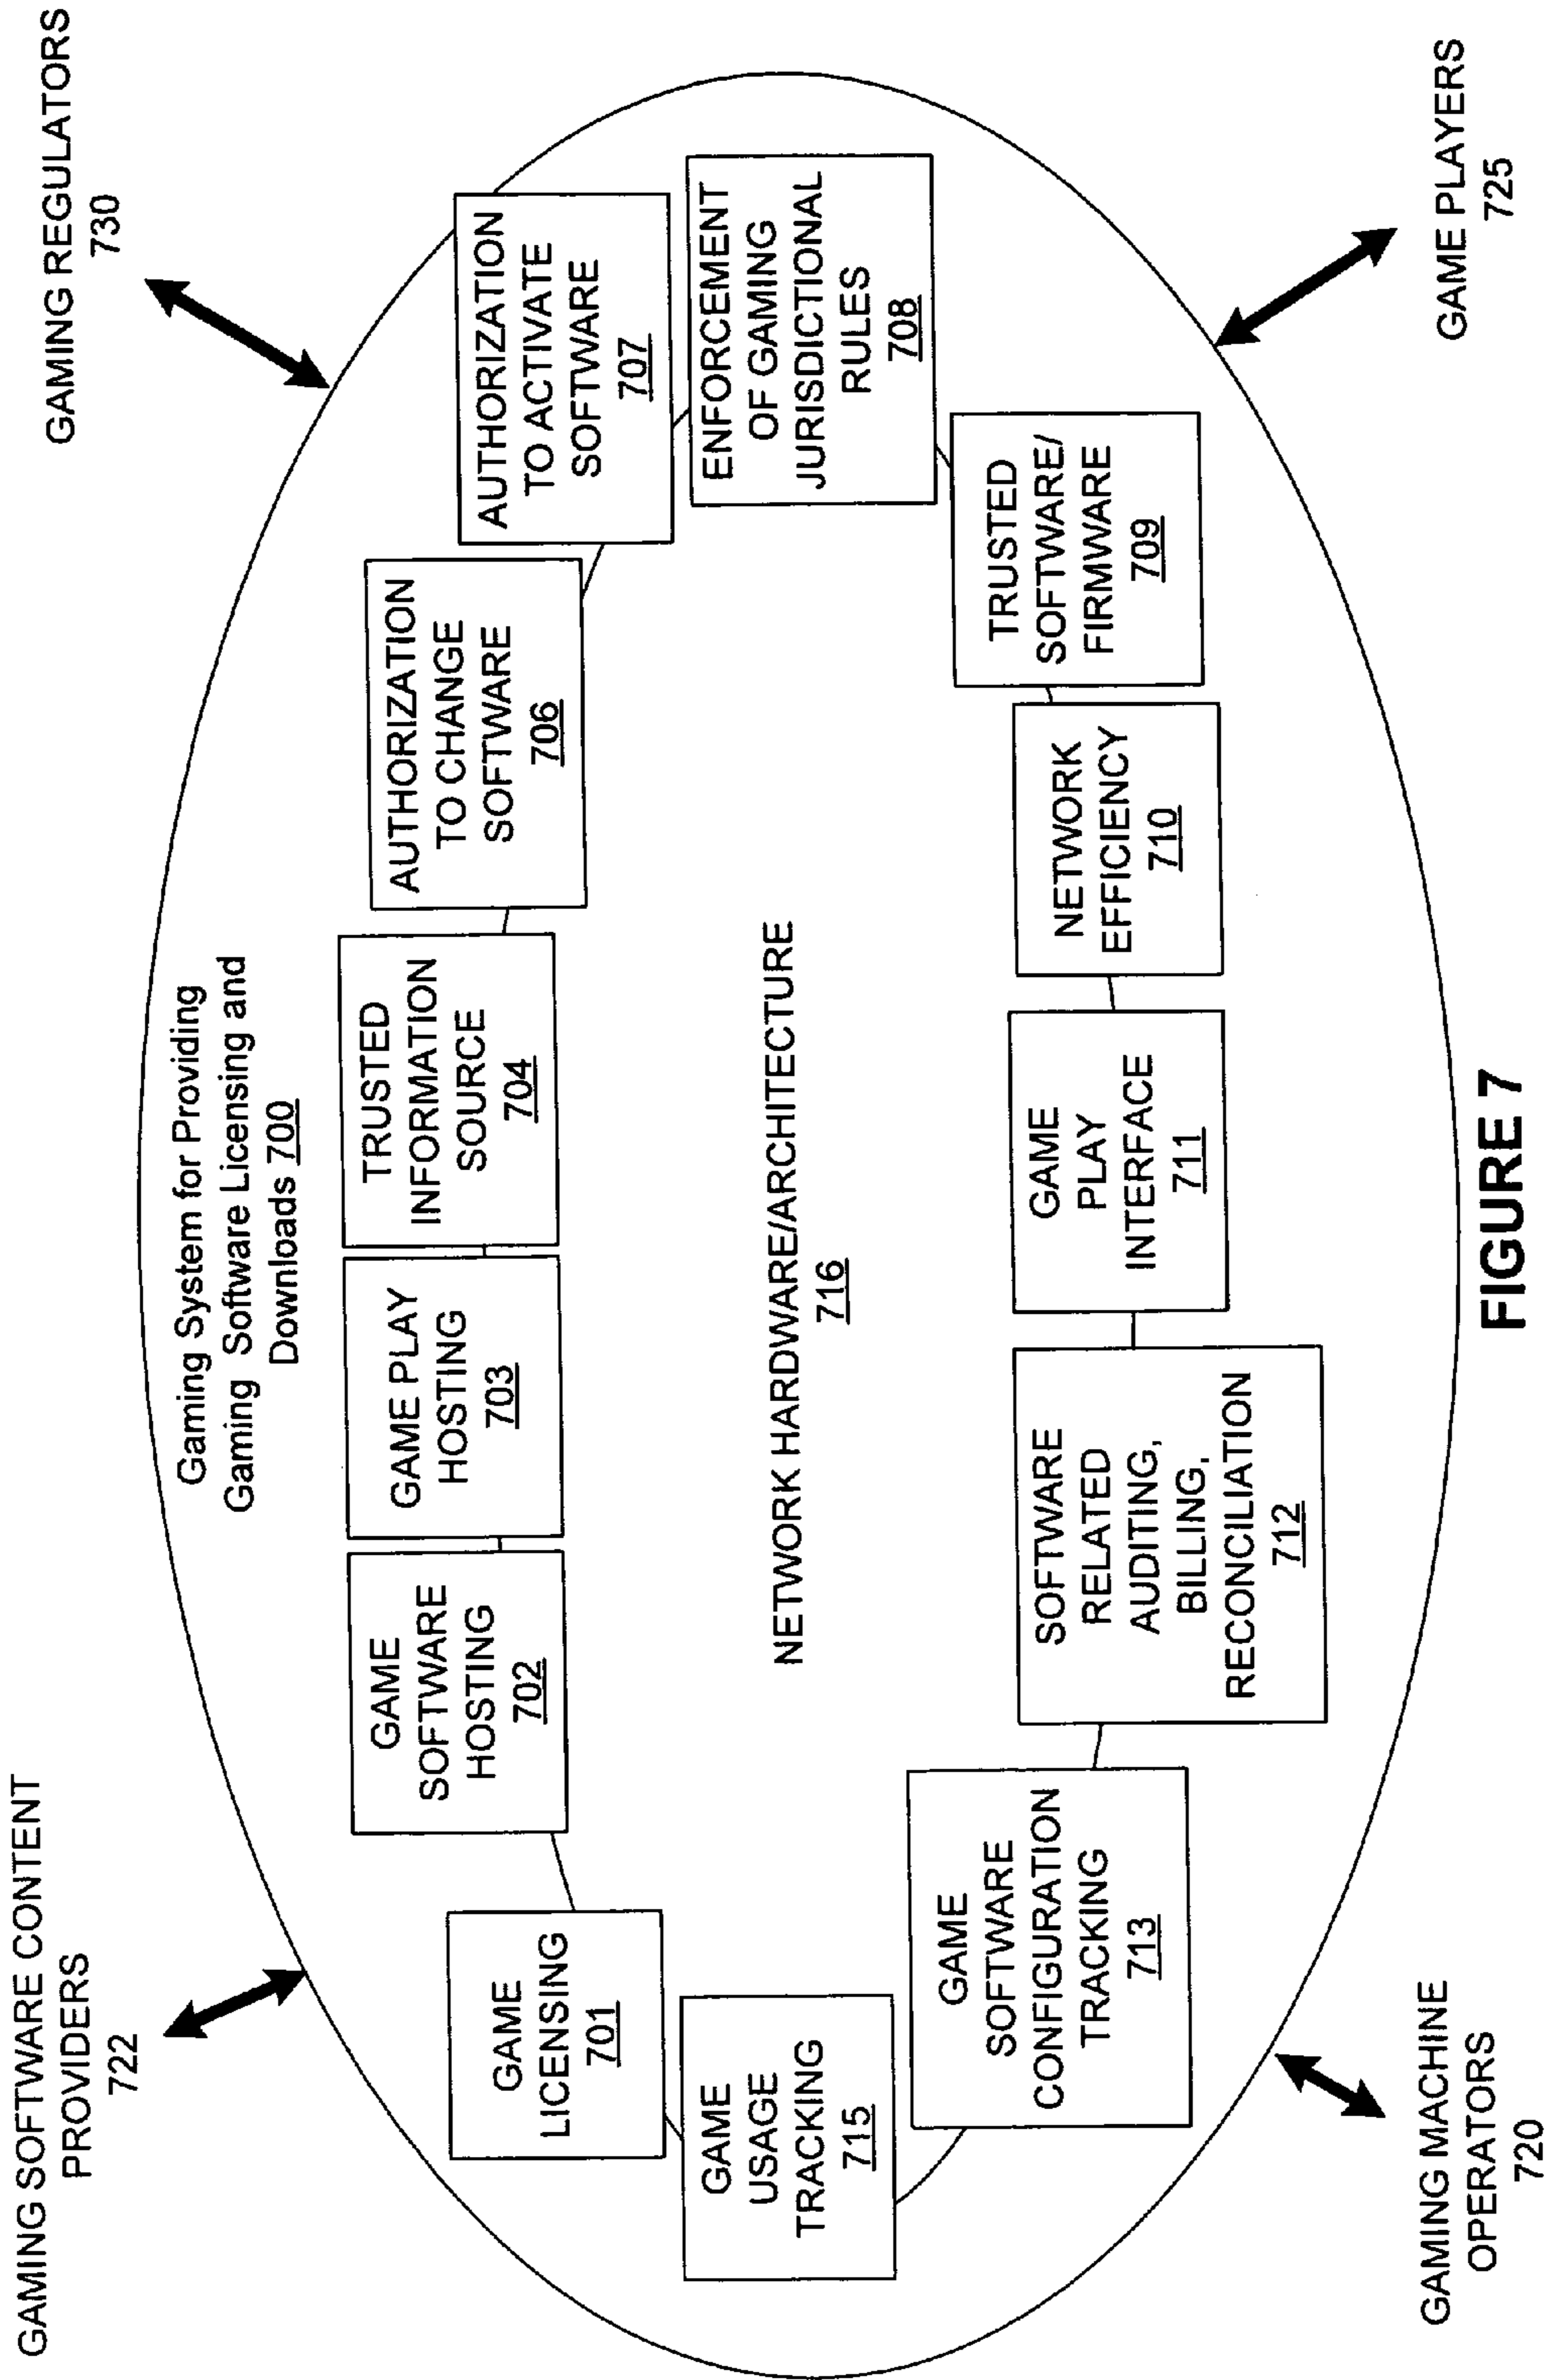 GAMING SOFTWARE CONTENT
PROVIDERS
722
GAMING REGULATORS
730
Gaming System for Providing
Gaming Software Licensing and
Downloads 700
GAME
LICENSING
701
GAME
SOFTWARE
HOSTING
702
GAME PLAY
HOSTING
703
TRUSTED
INFORMATION
SOURCE
704
AUTHORIZATION
TO CHANGE
SOFTWARE
706
AUTHORIZATION
TO ACTIVATE
SOFTWARE
707
ENFORCEMENT
OF GAMING
JURISDICTIONAL
RULES
708
GAME
USAGE
TRACKING
715
NETWORK HARDWARE/ARCHITECTURE
716
GAME
SOFTWARE
CONFIGURATION
TRACKING
713
SOFTWARE
RELATED
AUDITING,
BILLING,
RECONCILIATION
712
GAME
PLAY
INTERFACE
711
NETWORK
EFFICIENCY
710
TRUSTED
SOFTWARE/
FIRMWARE
709
GAMING MACHINE
OPERATORS
720
GAME PLAYERS
725
FIGURE 7